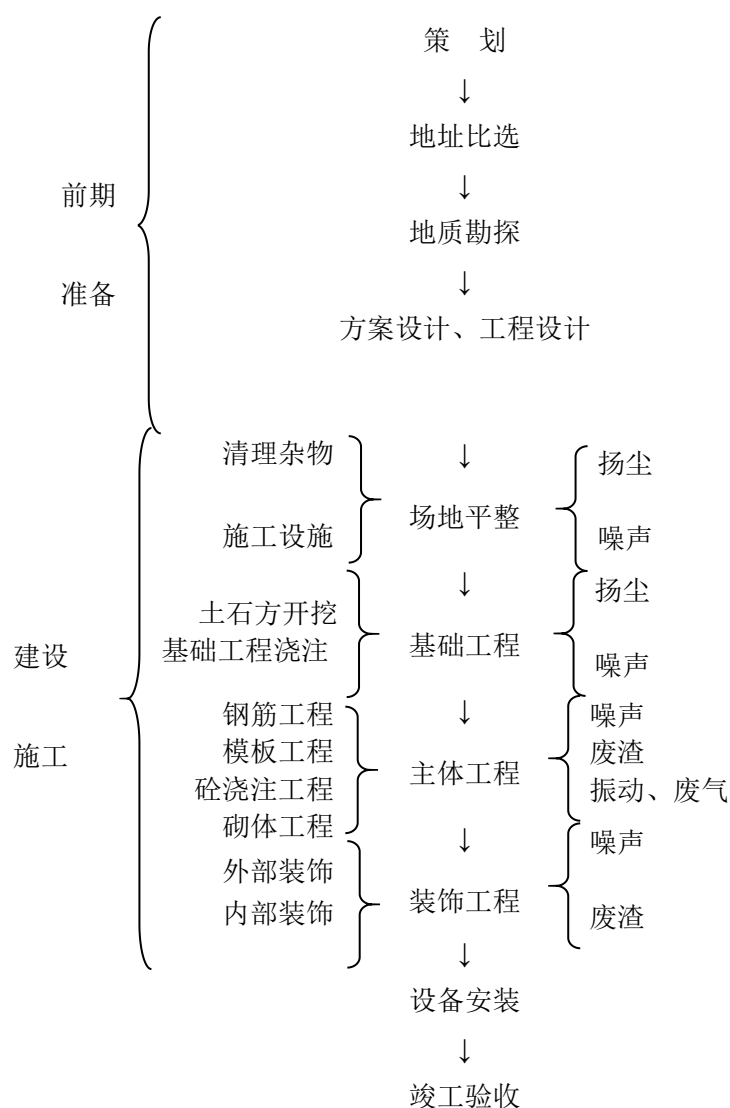 策 划
↓
地址比选
↓
前期
地质勘探
↓
准备
方案设计、工程设计
清理杂物
↓
扬尘
场地平整
施工设施
噪声
↓
扬尘
土石方开挖
基础工程浇注
基础工程
噪声
建设
钢筋工程
↓
噪声
模板工程
废渣
施工
主体工程
砼浇注工程
振动、废气
砌体工程
↓
噪声
外部装饰
装饰工程
内部装饰
废渣
↓
设备安装
↓
竣工验收